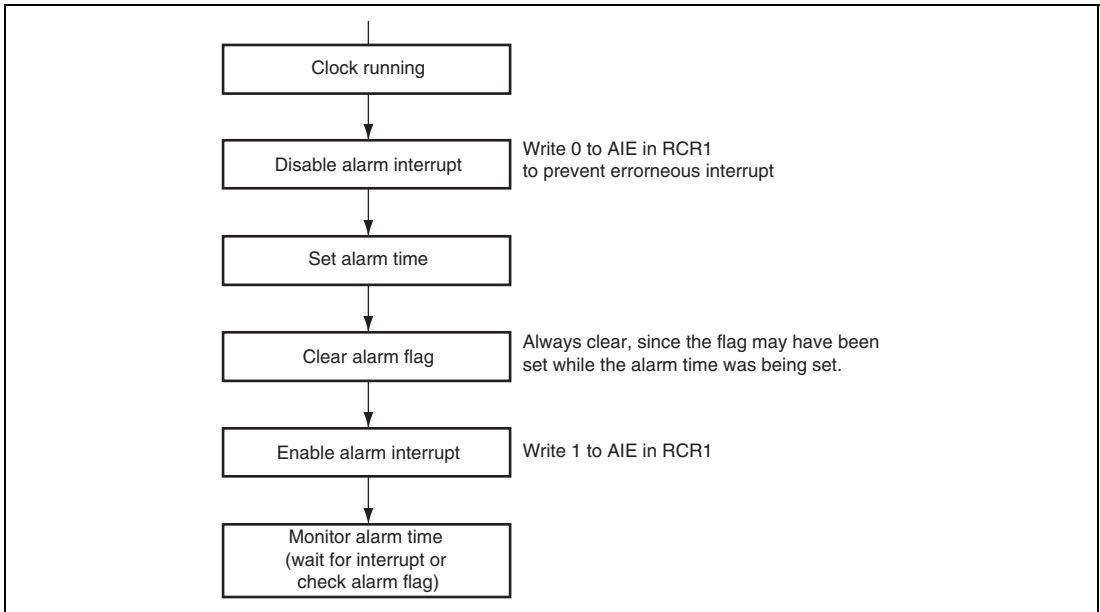 Clock running
Disable alarm interrupt
Write 0 to AIE in RCR1
to prevent errorneous interrupt
Set alarm time
Clear alarm flag
Always clear, since the flag may have been
set while the alarm time was being set.
Enable alarm interrupt
Write 1 to AIE in RCR1
Monitor alarm time
(wait for interrupt or
check alarm flag)